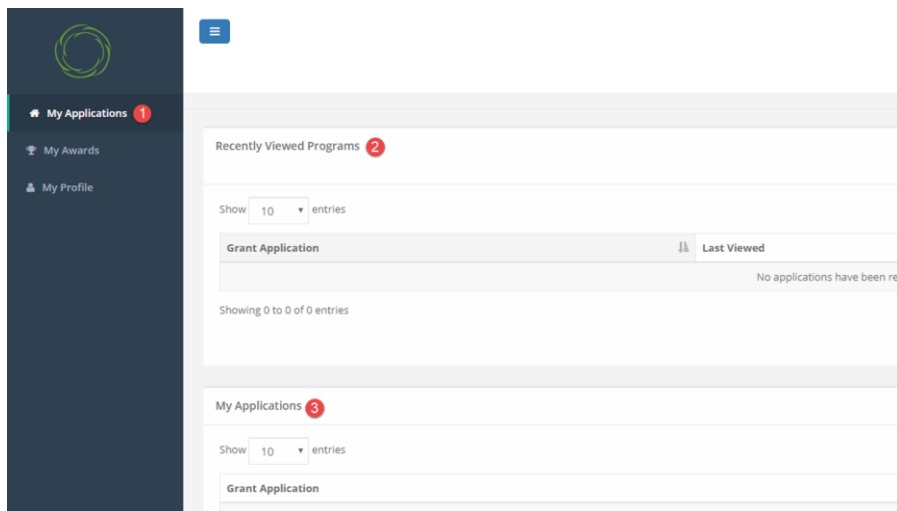 My Applications 1
My Awards
My Profile
Recently Viewed Programs 2
Show 10 entries
Grant Application Last Viewed
No applications have been re
Showing 0 to 0 of 0 entries
My Applications 3
Show 10 entries
Grant Application